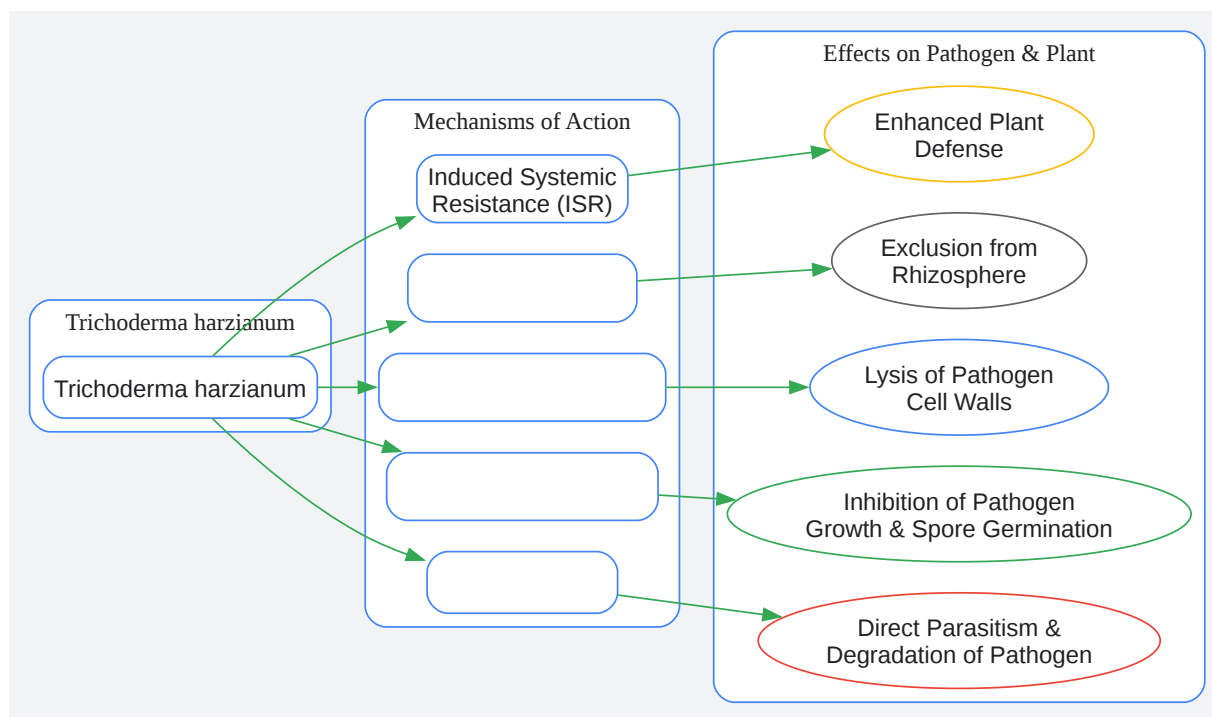 Trichoderma harzianum
Trichoderma harzianum
Mechanisms of Action
Induced Systemic
Resistance (ISR)
Effects on Pathogen & Plant
Enhanced Plant
Defense
Exclusion from
Rhizosphere
Lysis of Pathogen
Cell Walls
Inhibition of Pathogen
Growth & Spore Germination
Direct Parasitism &
Degradation of Pathogen